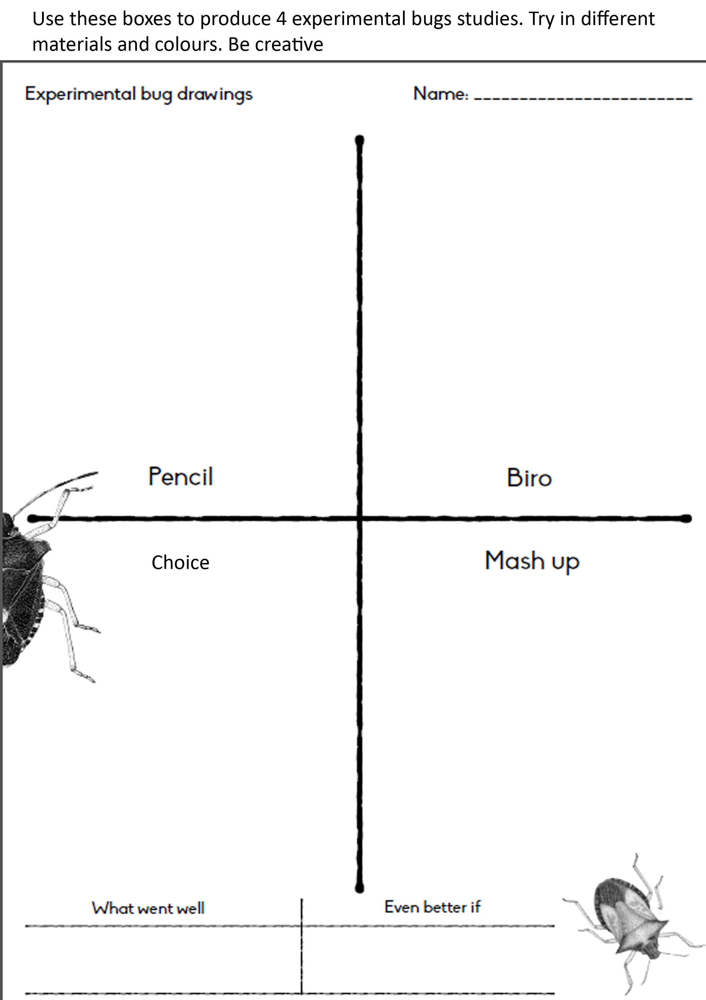 Use these boxes to produce 4 experimental bugs studies. Try in different
materials and colours. Be creative
Experimental bug drawings
Name: ________________________
Pencil
Biro
Choice
Mash up
What went well
Even better if